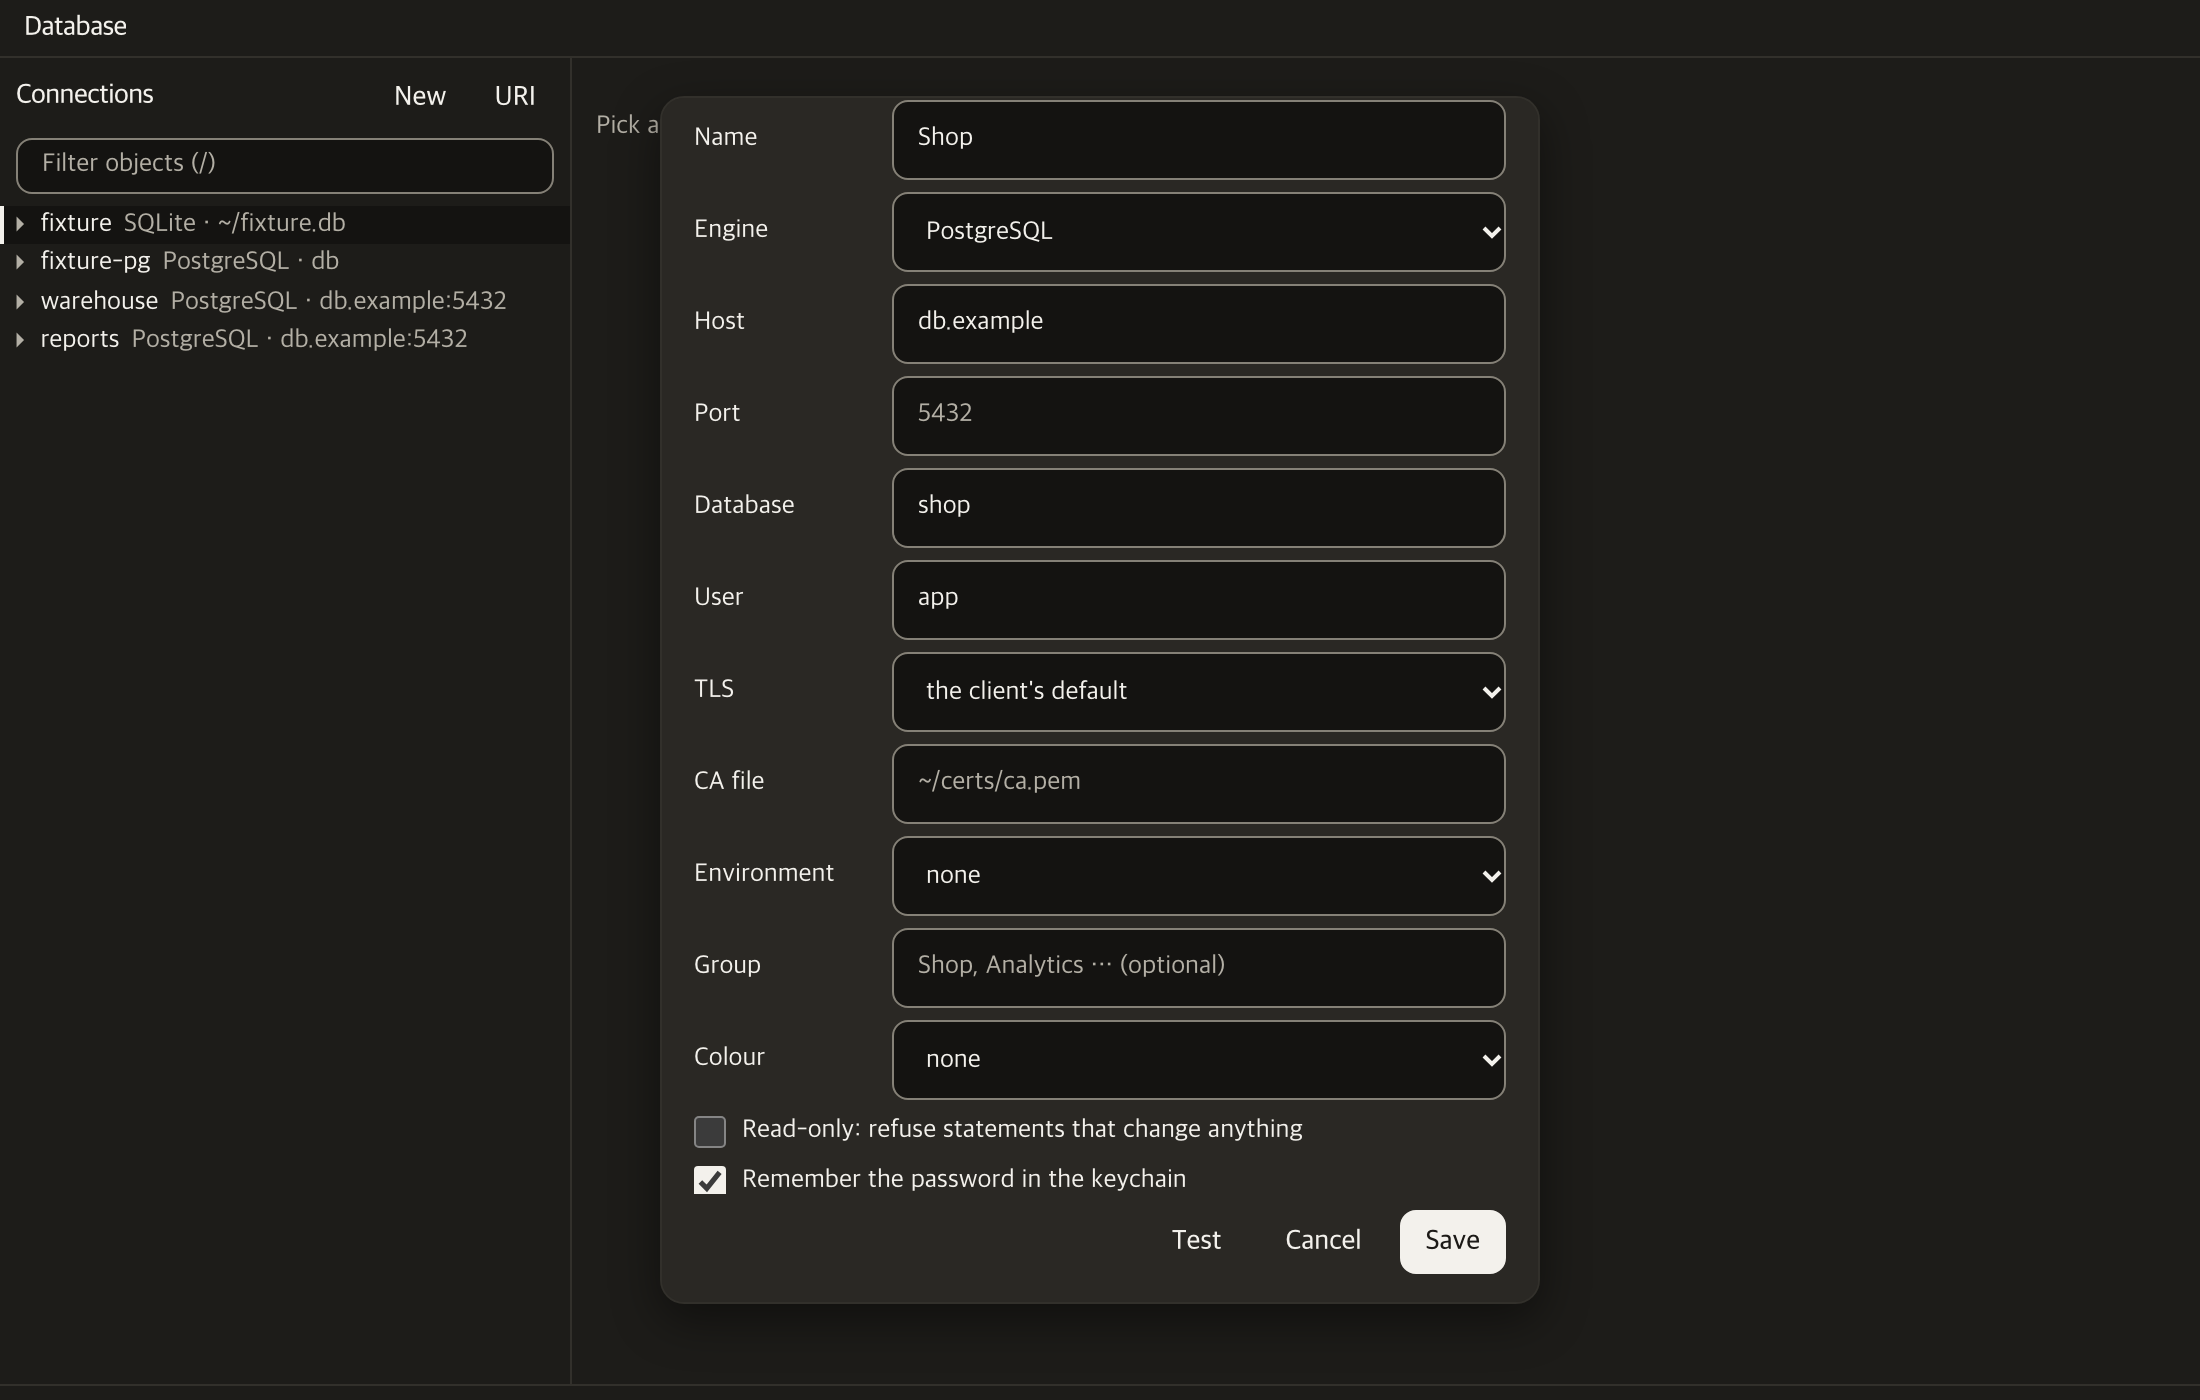 Database
Connections New URI
Filter objects (/)
fixture SQLite · ~/fixture.db
fixture-pg PostgreSQL · db
warehouse PostgreSQL · db.example:5432
reports PostgreSQL · db.example:5432
Pick a
Name Shop
Engine PostgreSQL
Host db.example
Port 5432
Database shop
User app
TLS the client's default
CA file ~/certs/ca.pem
Environment none
Group Shop, Analytics ··· (optional)
Colour none
Read-only: refuse statements that change anything
Remember the password in the keychain
Test Cancel Save